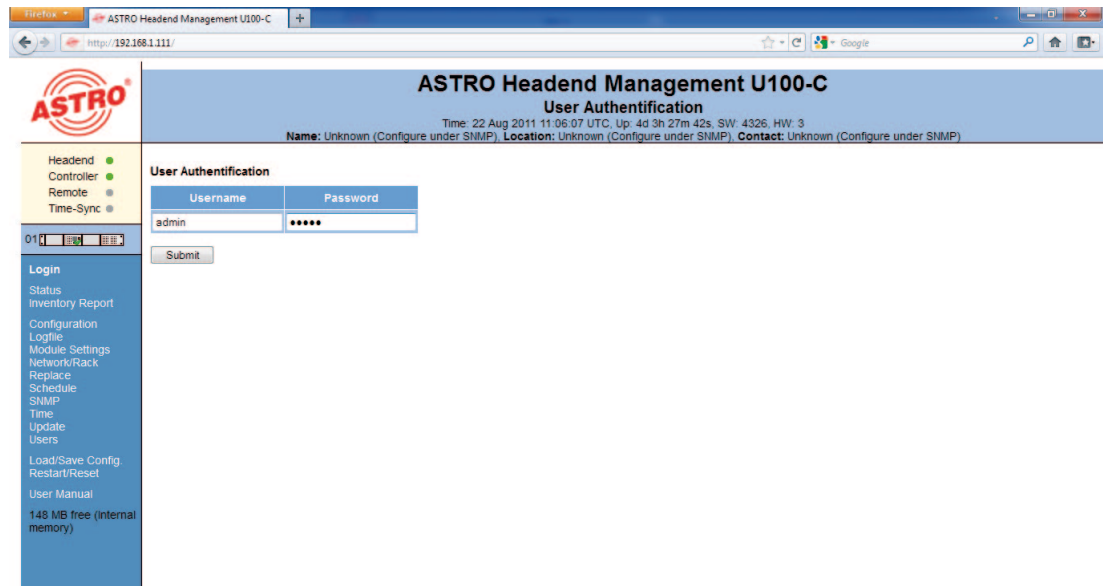 Firefox
ASTRO Headend Management U100-C
http://192.168.1.111/
Google
ASTRO
ASTRO Headend Management U100-C
User Authentification
Time: 22 Aug 2011 11:06:07 UTC, Up: 4d 3h 27m 42s, SW: 4326, HW: 3
Name: Unknown (Configure under SNMP), Location: Unknown (Configure under SNMP), Contact: Unknown (Configure under SNMP)
Headend
Controller
Remote
Time-Sync
01
Login
Status
Inventory Report
Configuration
Logfile
Module Settings
Network/Rack
Replace
Schedule
SNMP
Time
Update
Users
Load/Save Config.
Restart/Reset
User Manual
148 MB free (internal
memory)
User Authentification
Username Password
admin •••••
Submit